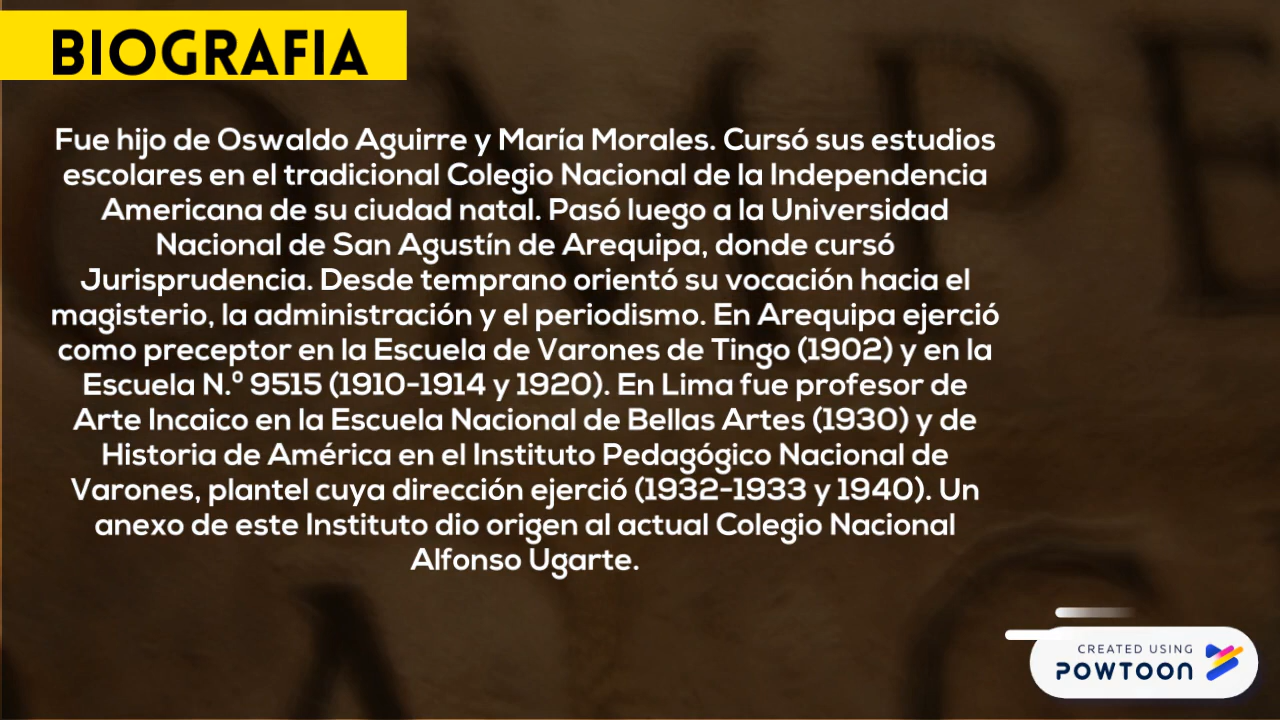 BIOGRAFIA
Fue hijo de Oswaldo Aguirre y María Morales. Cursó sus estudios
escolares en el tradicional Colegio Nacional de la Independencia
Americana de su ciudad natal. Pasó luego a la Universidad
Nacional de San Agustín de Arequipa, donde cursó
Jurisprudencia. Desde temprano orientó su vocación hacia el
magisterio, la administración y el periodismo. En Arequipa ejerció
como preceptor en la Escuela de Varones de Tingo (1902) y en la
Escuela N.º 9515 (1910-1914 y 1920). En Lima fue profesor de
Arte Incaico en la Escuela Nacional de Bellas Artes (1930) y de
Historia de América en el Instituto Pedagógico Nacional de
Varones, plantel cuya dirección ejerció (1932-1933 y 1940). Un
anexo de este Instituto dio origen al actual Colegio Nacional
Alfonso Ugarte.
CREATED USING
POWTOON